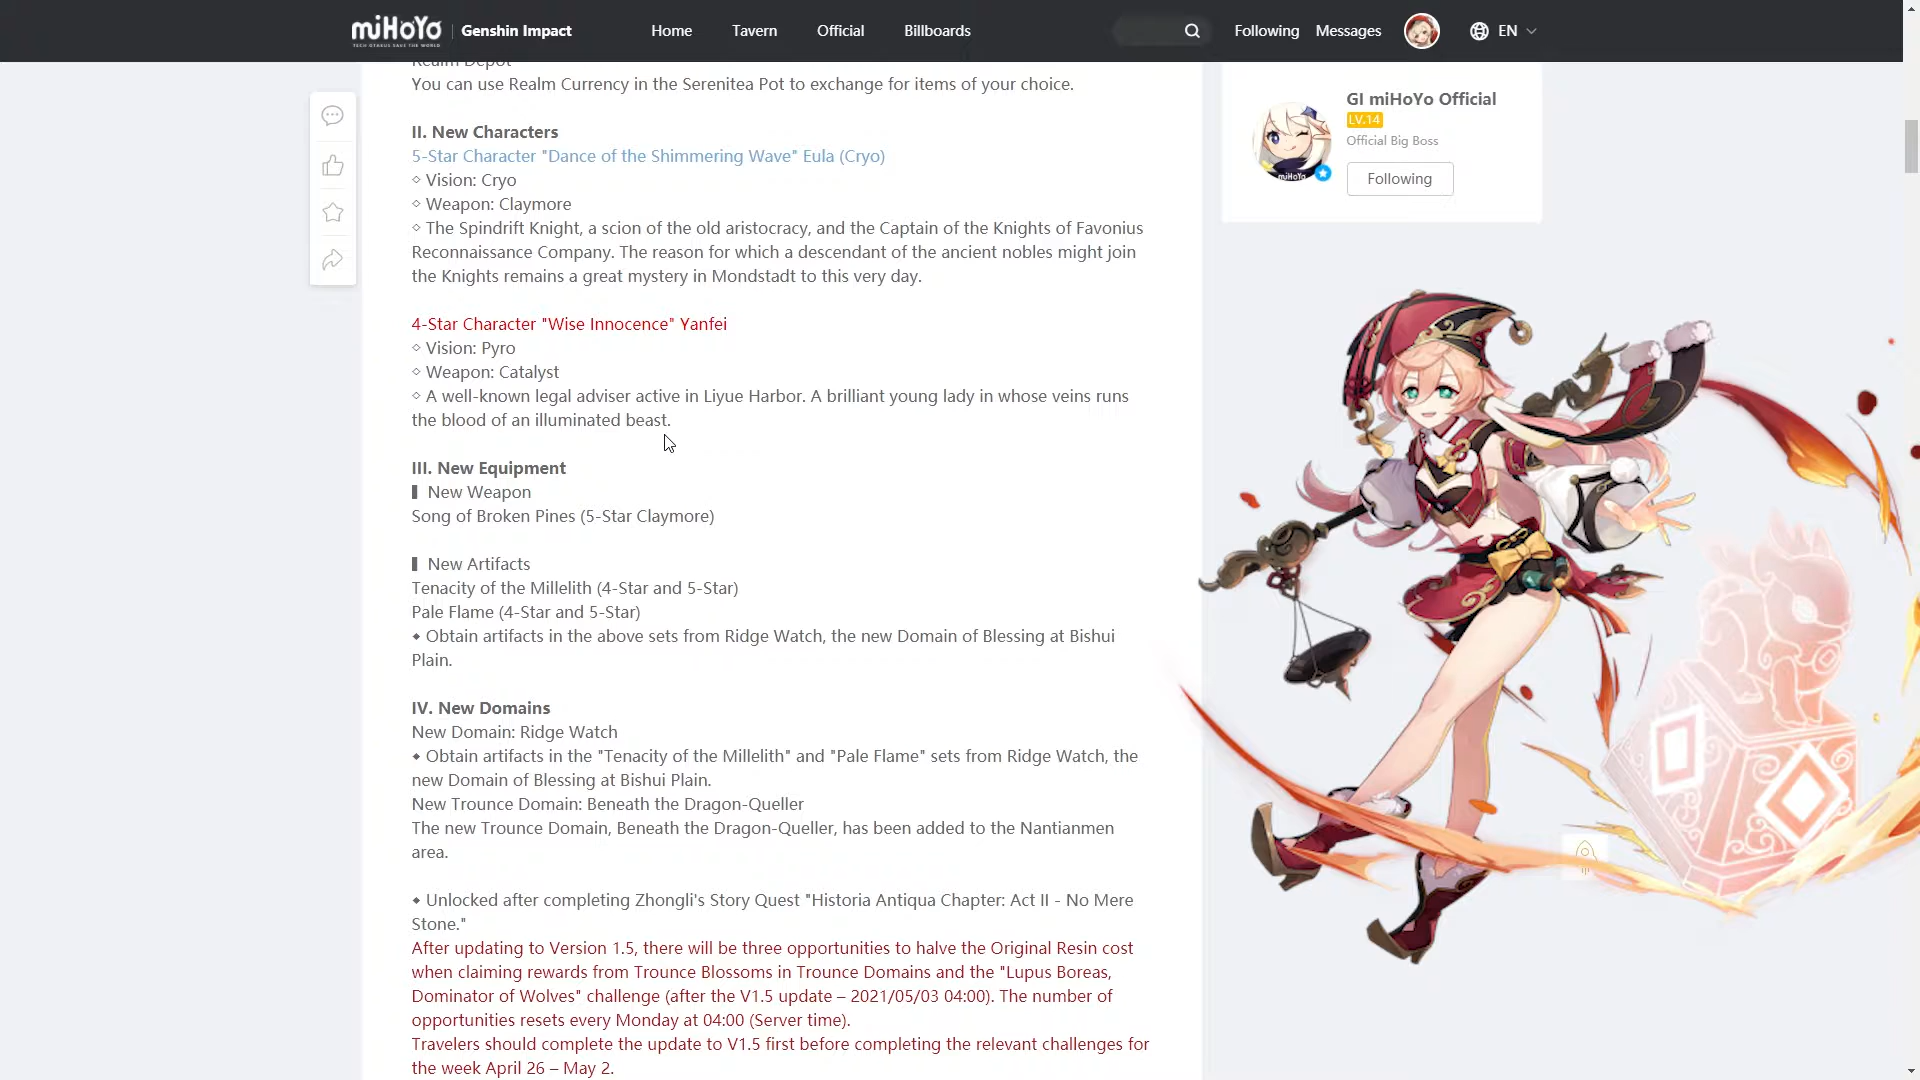 miHoYo
TECH OTAKUS SAVE THE WORLD
Genshin Impact
Home
Tavern
Official
Billboards
Following
Messages
EN
Realm Depot
You can use Realm Currency in the Serenitea Pot to exchange for items of your choice.
II. New Characters
5-Star Character "Dance of the Shimmering Wave" Eula (Cryo)
◇ Vision: Cryo
◇ Weapon: Claymore
◇ The Spindrift Knight, a scion of the old aristocracy, and the Captain of the Knights of Favonius
Reconnaissance Company. The reason for which a descendant of the ancient nobles might join
the Knights remains a great mystery in Mondstadt to this very day.
4-Star Character "Wise Innocence" Yanfei
◇ Vision: Pyro
◇ Weapon: Catalyst
◇ A well-known legal adviser active in Liyue Harbor. A brilliant young lady in whose veins runs
the blood of an illuminated beast.
III. New Equipment
▌ New Weapon
Song of Broken Pines (5-Star Claymore)
▌ New Artifacts
Tenacity of the Millelith (4-Star and 5-Star)
Pale Flame (4-Star and 5-Star)
◆ Obtain artifacts in the above sets from Ridge Watch, the new Domain of Blessing at Bishui
Plain.
IV. New Domains
New Domain: Ridge Watch
◆ Obtain artifacts in the "Tenacity of the Millelith" and "Pale Flame" sets from Ridge Watch, the
new Domain of Blessing at Bishui Plain.
New Trounce Domain: Beneath the Dragon-Queller
The new Trounce Domain, Beneath the Dragon-Queller, has been added to the Nantianmen
area.
◆ Unlocked after completing Zhongli's Story Quest "Historia Antiqua Chapter: Act II - No Mere
Stone."
After updating to Version 1.5, there will be three opportunities to halve the Original Resin cost
when claiming rewards from Trounce Blossoms in Trounce Domains and the "Lupus Boreas,
Dominator of Wolves" challenge (after the V1.5 update – 2021/05/03 04:00). The number of
opportunities resets every Monday at 04:00 (Server time).
Travelers should complete the update to V1.5 first before completing the relevant challenges for
the week April 26 – May 2.
GI miHoYo Official
LV.14
Official Big Boss
miHoYo
Following